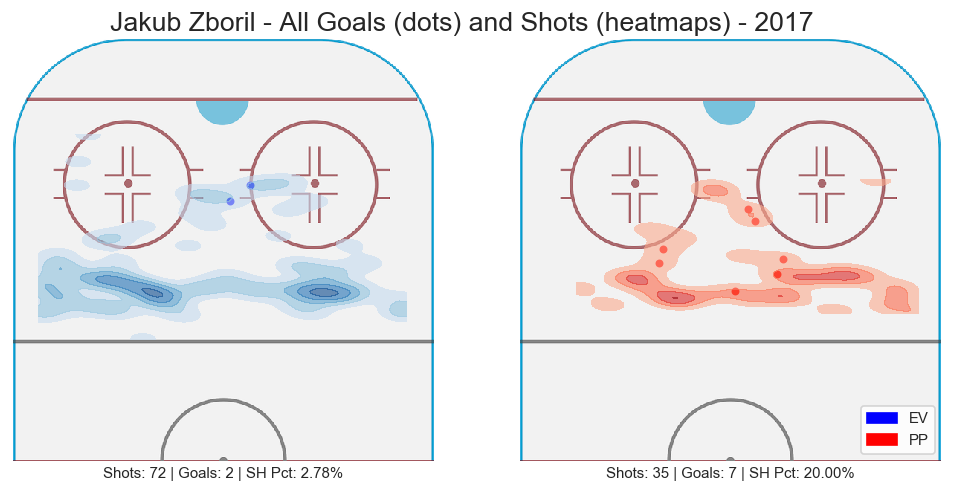 Jakub Zboril - All Goals (dots) and Shots (heatmaps) - 2017
EV
PP
Shots: 72 | Goals: 2 | SH Pct: 2.78%
Shots: 35 | Goals: 7 | SH Pct: 20.00%